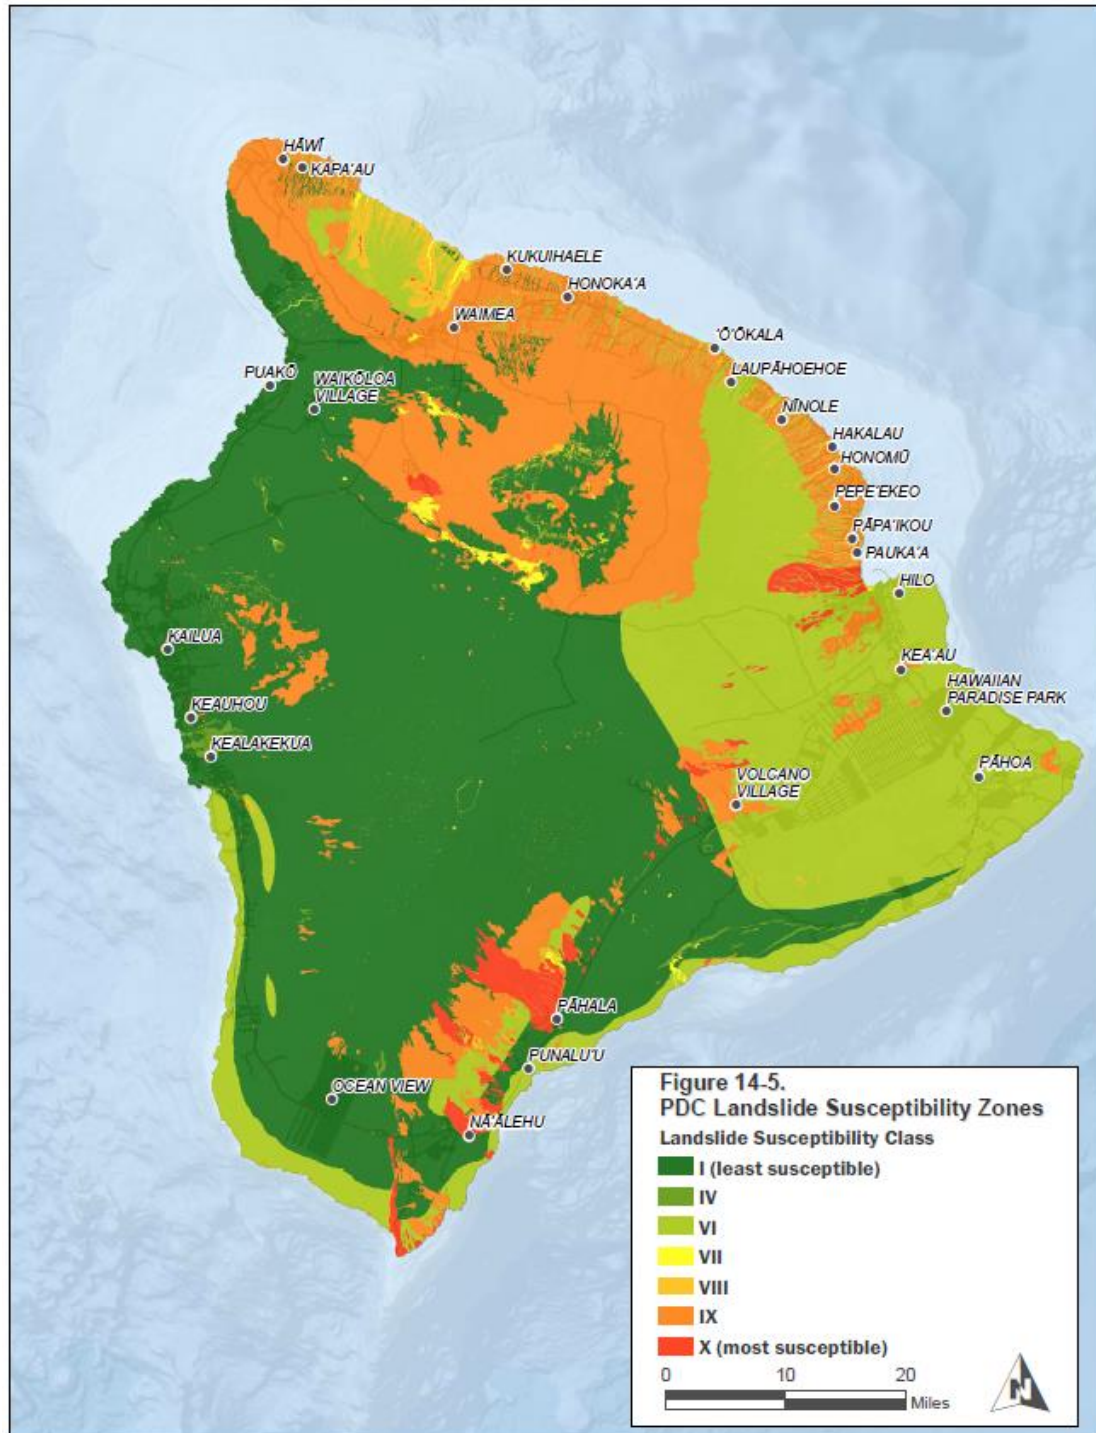 HĀWĪ
KAPA'AU
KUKUIHAELE
HONOKA'A
WAIMEA
'Ō'ŌKALA
LAUPĀHOEHOE
PUAKŌ
WAIKŌLOA
VILLAGE
NĪNOLE
HAKALAU
HONOMŪ
PEPE'EKEO
PĀPA'IKOU
PAUKA'A
HILO
KAILUA
KEA'AU
HAWAIIAN
PARADISE PARK
KEAUHOU
KEALAKEKUA
PĀHOA
VOLCANO
VILLAGE
PĀHALA
PUNALU'U
OCEAN VIEW
NĀ'ĀLEHU
Figure 14-5.
PDC Landslide Susceptibility Zones
Landslide Susceptibility Class
I (least susceptible)
IV
VI
VII
VIII
IX
X (most susceptible)
0 10 20
Miles
N